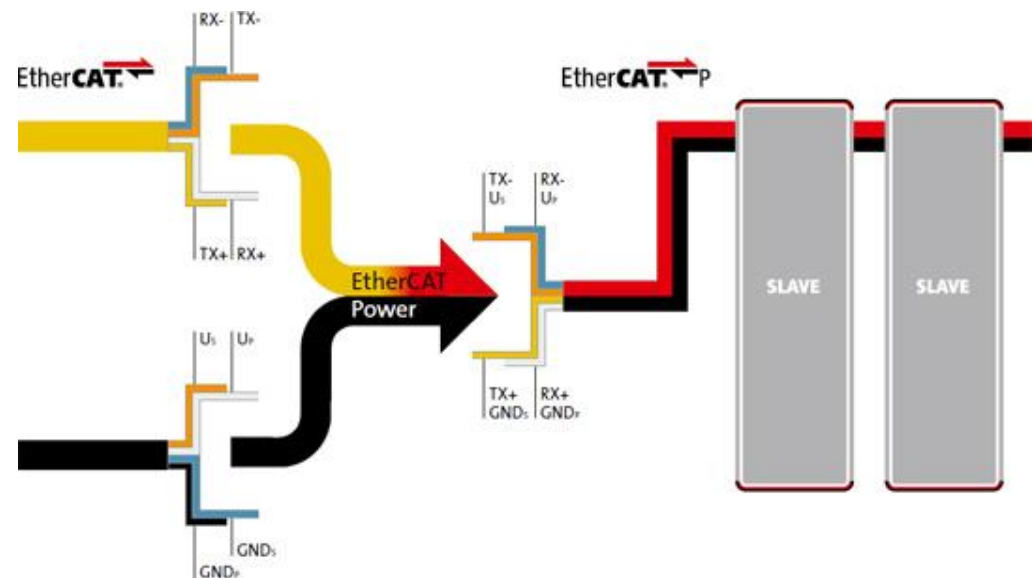 RX- TX-
EtherCAT.
EtherCAT. P
TX+ RX+
TX- RX-
Us Up
EtherCAT
Power
SLAVE SLAVE
Us Up
TX+ RX+
GNDs GNDP
GNDs
GNDP